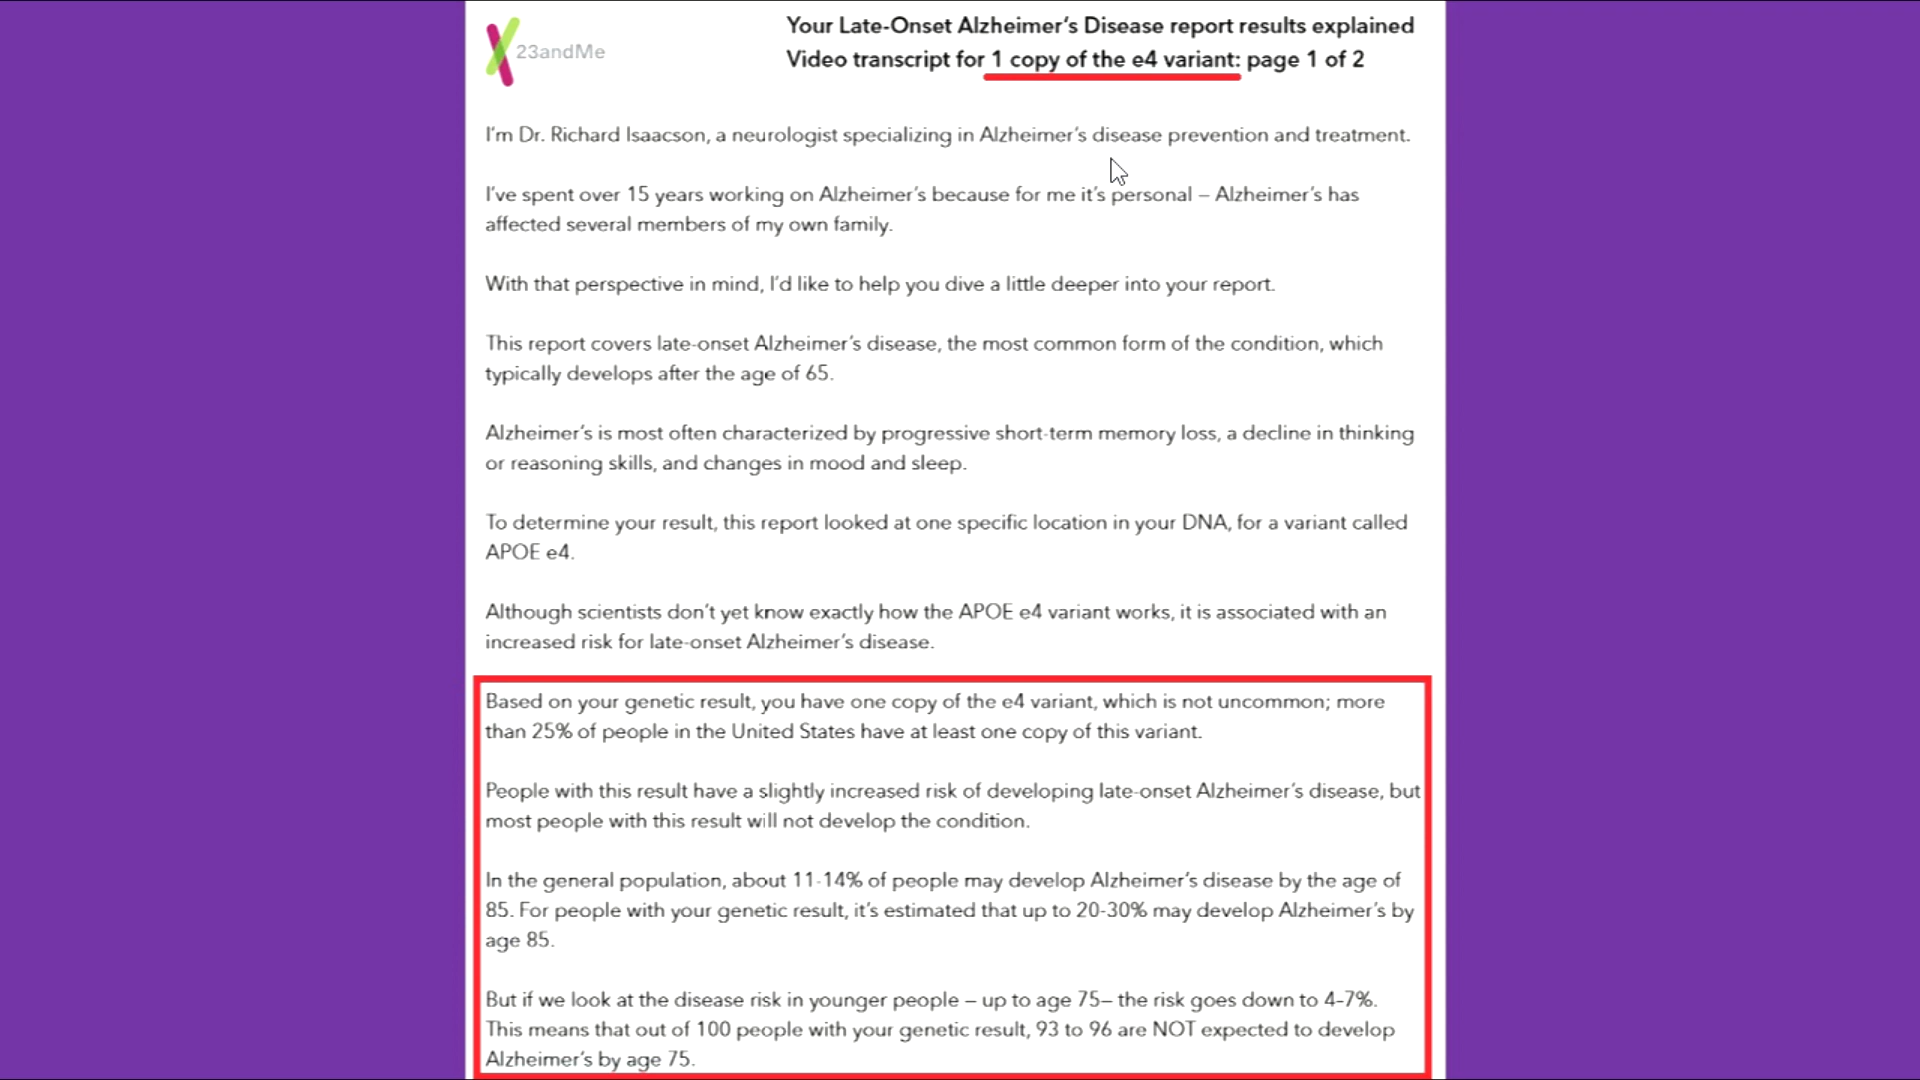 23andMe
Your Late-Onset Alzheimer's Disease report results explained
Video transcript for 1 copy of the e4 variant: page 1 of 2
I'm Dr. Richard Isaacson, a neurologist specializing in Alzheimer's disease prevention and treatment.
I've spent over 15 years working on Alzheimer's because for me it's personal – Alzheimer's has
affected several members of my own family.
With that perspective in mind, I'd like to help you dive a little deeper into your report.
This report covers late-onset Alzheimer's disease, the most common form of the condition, which
typically develops after the age of 65.
Alzheimer's is most often characterized by progressive short-term memory loss, a decline in thinking
or reasoning skills, and changes in mood and sleep.
To determine your result, this report looked at one specific location in your DNA, for a variant called
APOE e4.
Although scientists don't yet know exactly how the APOE e4 variant works, it is associated with an
increased risk for late-onset Alzheimer's disease.
Based on your genetic result, you have one copy of the e4 variant, which is not uncommon; more
than 25% of people in the United States have at least one copy of this variant.
People with this result have a slightly increased risk of developing late-onset Alzheimer's disease, but
most people with this result will not develop the condition.
In the general population, about 11-14% of people may develop Alzheimer's disease by the age of
85. For people with your genetic result, it's estimated that up to 20-30% may develop Alzheimer's by
age 85.
But if we look at the disease risk in younger people – up to age 75– the risk goes down to 4-7%.
This means that out of 100 people with your genetic result, 93 to 96 are NOT expected to develop
Alzheimer's by age 75.